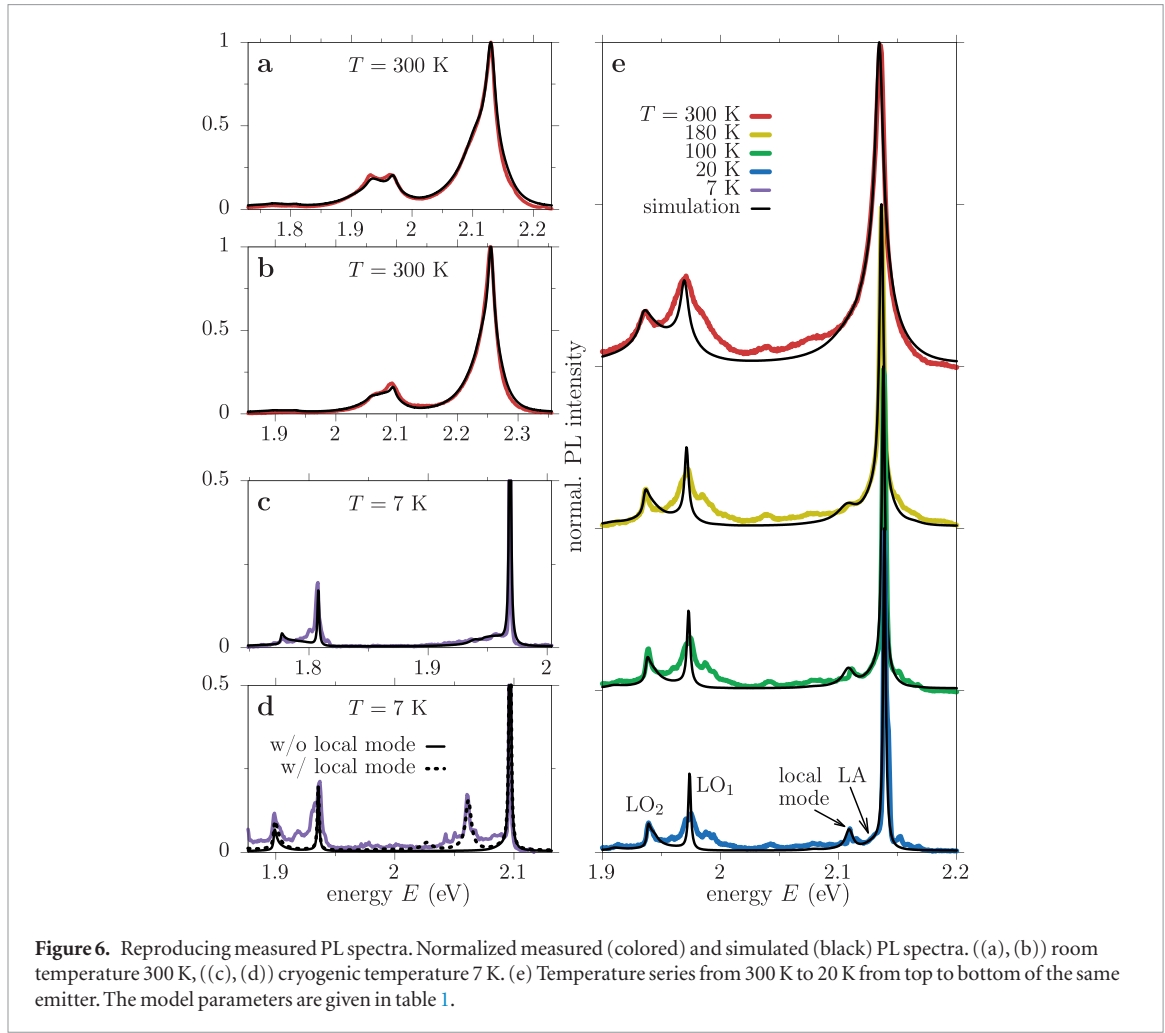 a
T = 300 K
1
0.5
0
1.8 1.9 2 2.1 2.2
b
T = 300 K
1
0.5
0
1.9 2 2.1 2.2 2.3
c
T = 7 K
0.5
0
1.8 1.9 2
d
T = 7 K
0.5
0
w/o local mode
w/ local mode
1.9 2 2.1
energy E (eV)
normal. PL intensity
e
T = 300 K
180 K
100 K
20 K
7 K
simulation
LO2
LO1
local
mode
LA
1.9 2 2.1 2.2
energy E (eV)
Figure 6. Reproducing measured PL spectra. Normalized measured (colored) and simulated (black) PL spectra. ((a), (b)) room
temperature 300 K, ((c), (d)) cryogenic temperature 7 K. (e) Temperature series from 300 K to 20 K from top to bottom of the same
emitter. The model parameters are given in table 1.